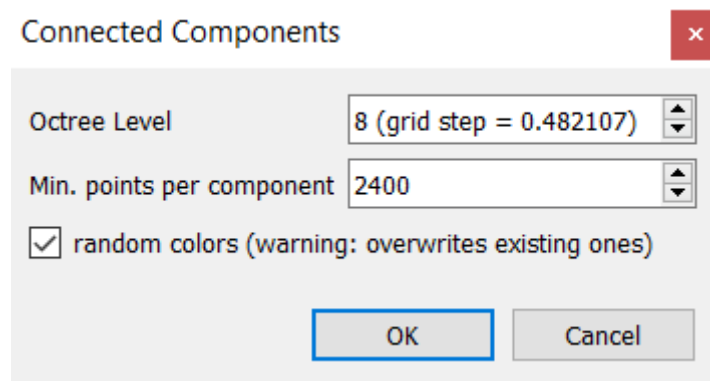 Connected Components
Octree Level 8 (grid step = 0.482107)
Min. points per component 2400
random colors (warning: overwrites existing ones)
OK Cancel